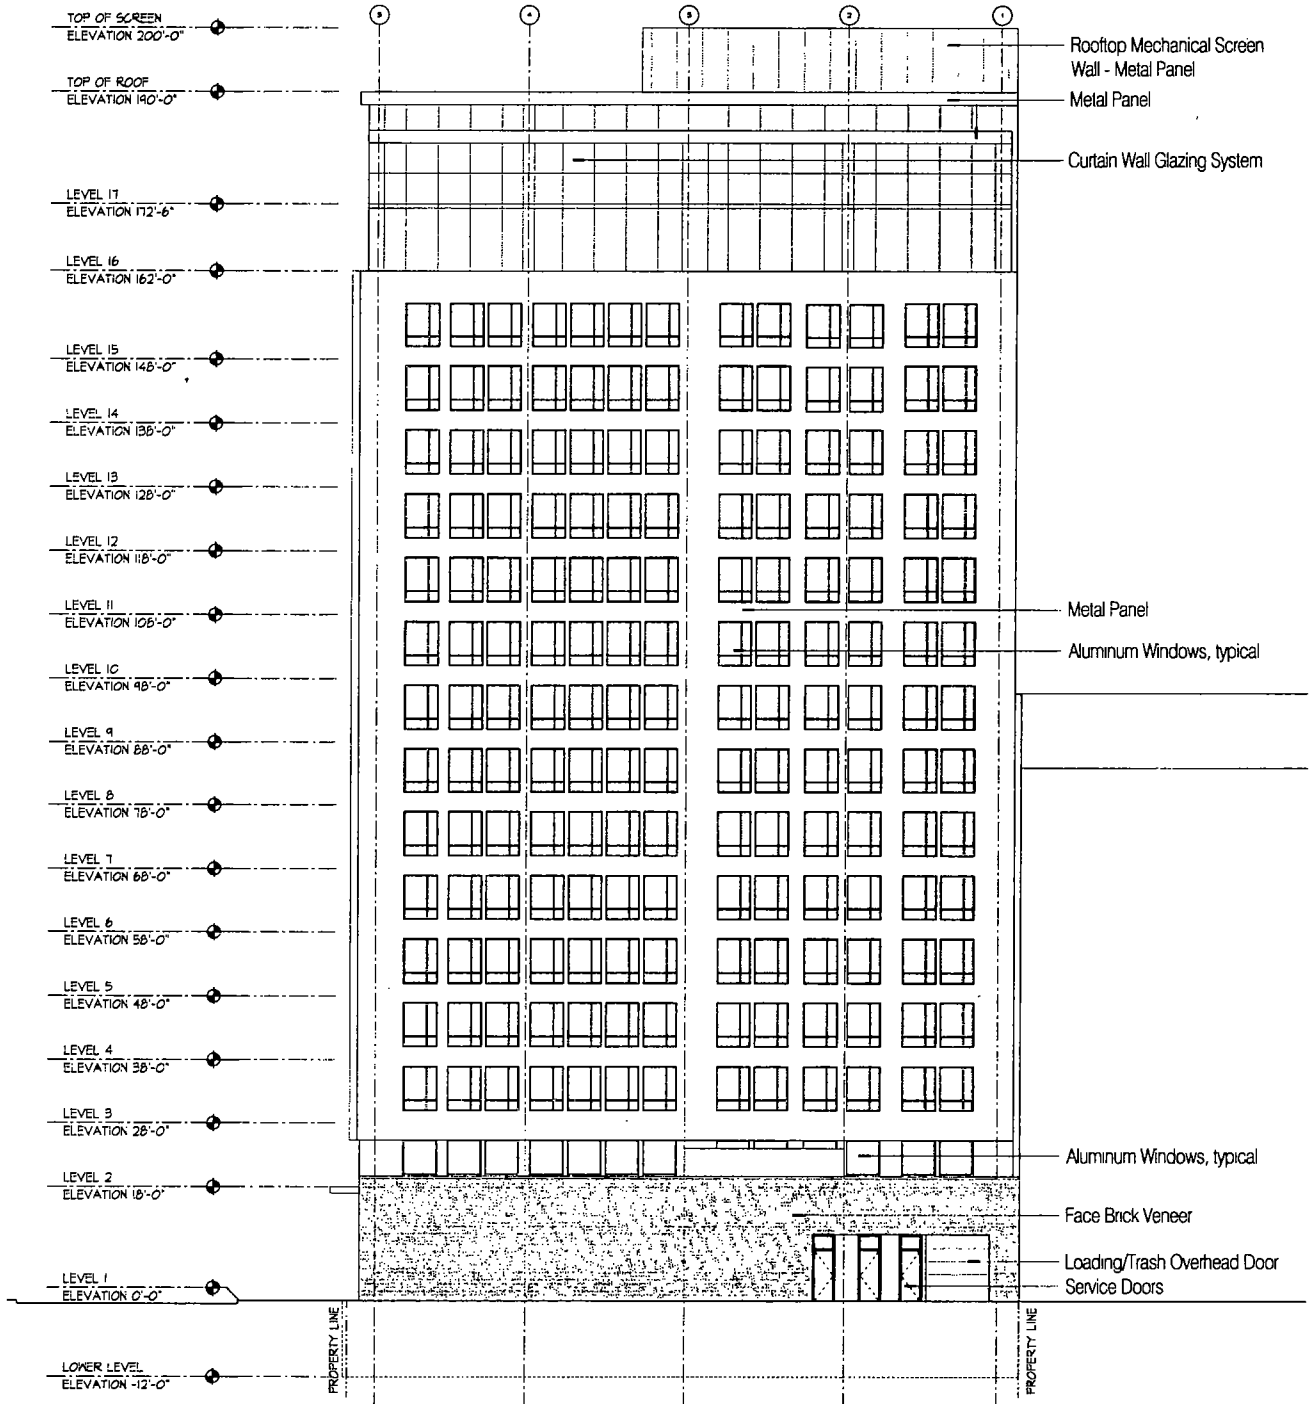 5 4 3 2 1
TOP OF SCREEN
ELEVATION 200'-0"
TOP OF ROOF
ELEVATION 190'-0"
LEVEL 17
ELEVATION 172'-6"
LEVEL 16
ELEVATION 162'-0"
LEVEL 15
ELEVATION 148'-0"
LEVEL 14
ELEVATION 138'-0"
LEVEL 13
ELEVATION 128'-0"
LEVEL 12
ELEVATION 118'-0"
LEVEL 11
ELEVATION 108'-0"
LEVEL 10
ELEVATION 98'-0"
LEVEL 9
ELEVATION 88'-0"
LEVEL 8
ELEVATION 78'-0"
LEVEL 7
ELEVATION 68'-0"
LEVEL 6
ELEVATION 58'-0"
LEVEL 5
ELEVATION 48'-0"
LEVEL 4
ELEVATION 38'-0"
LEVEL 3
ELEVATION 28'-0"
LEVEL 2
ELEVATION 18'-0"
LEVEL 1
ELEVATION 0'-0"
LOWER LEVEL
ELEVATION -12'-0"
Rooftop Mechanical Screen
Wall - Metal Panel
Metal Panel
Curtain Wall Glazing System
Metal Panel
Aluminum Windows, typical
Aluminum Windows, typical
Face Brick Veneer
Loading/Trash Overhead Door
Service Doors
PROPERTY LINE
PROPERTY LINE